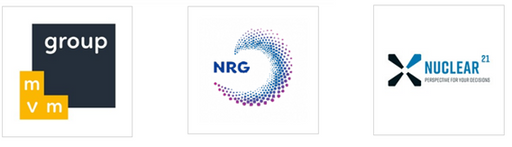 group
m
v m
NRG
NUCLEAR 21
PERSPECTIVE FOR YOUR DECISIONS